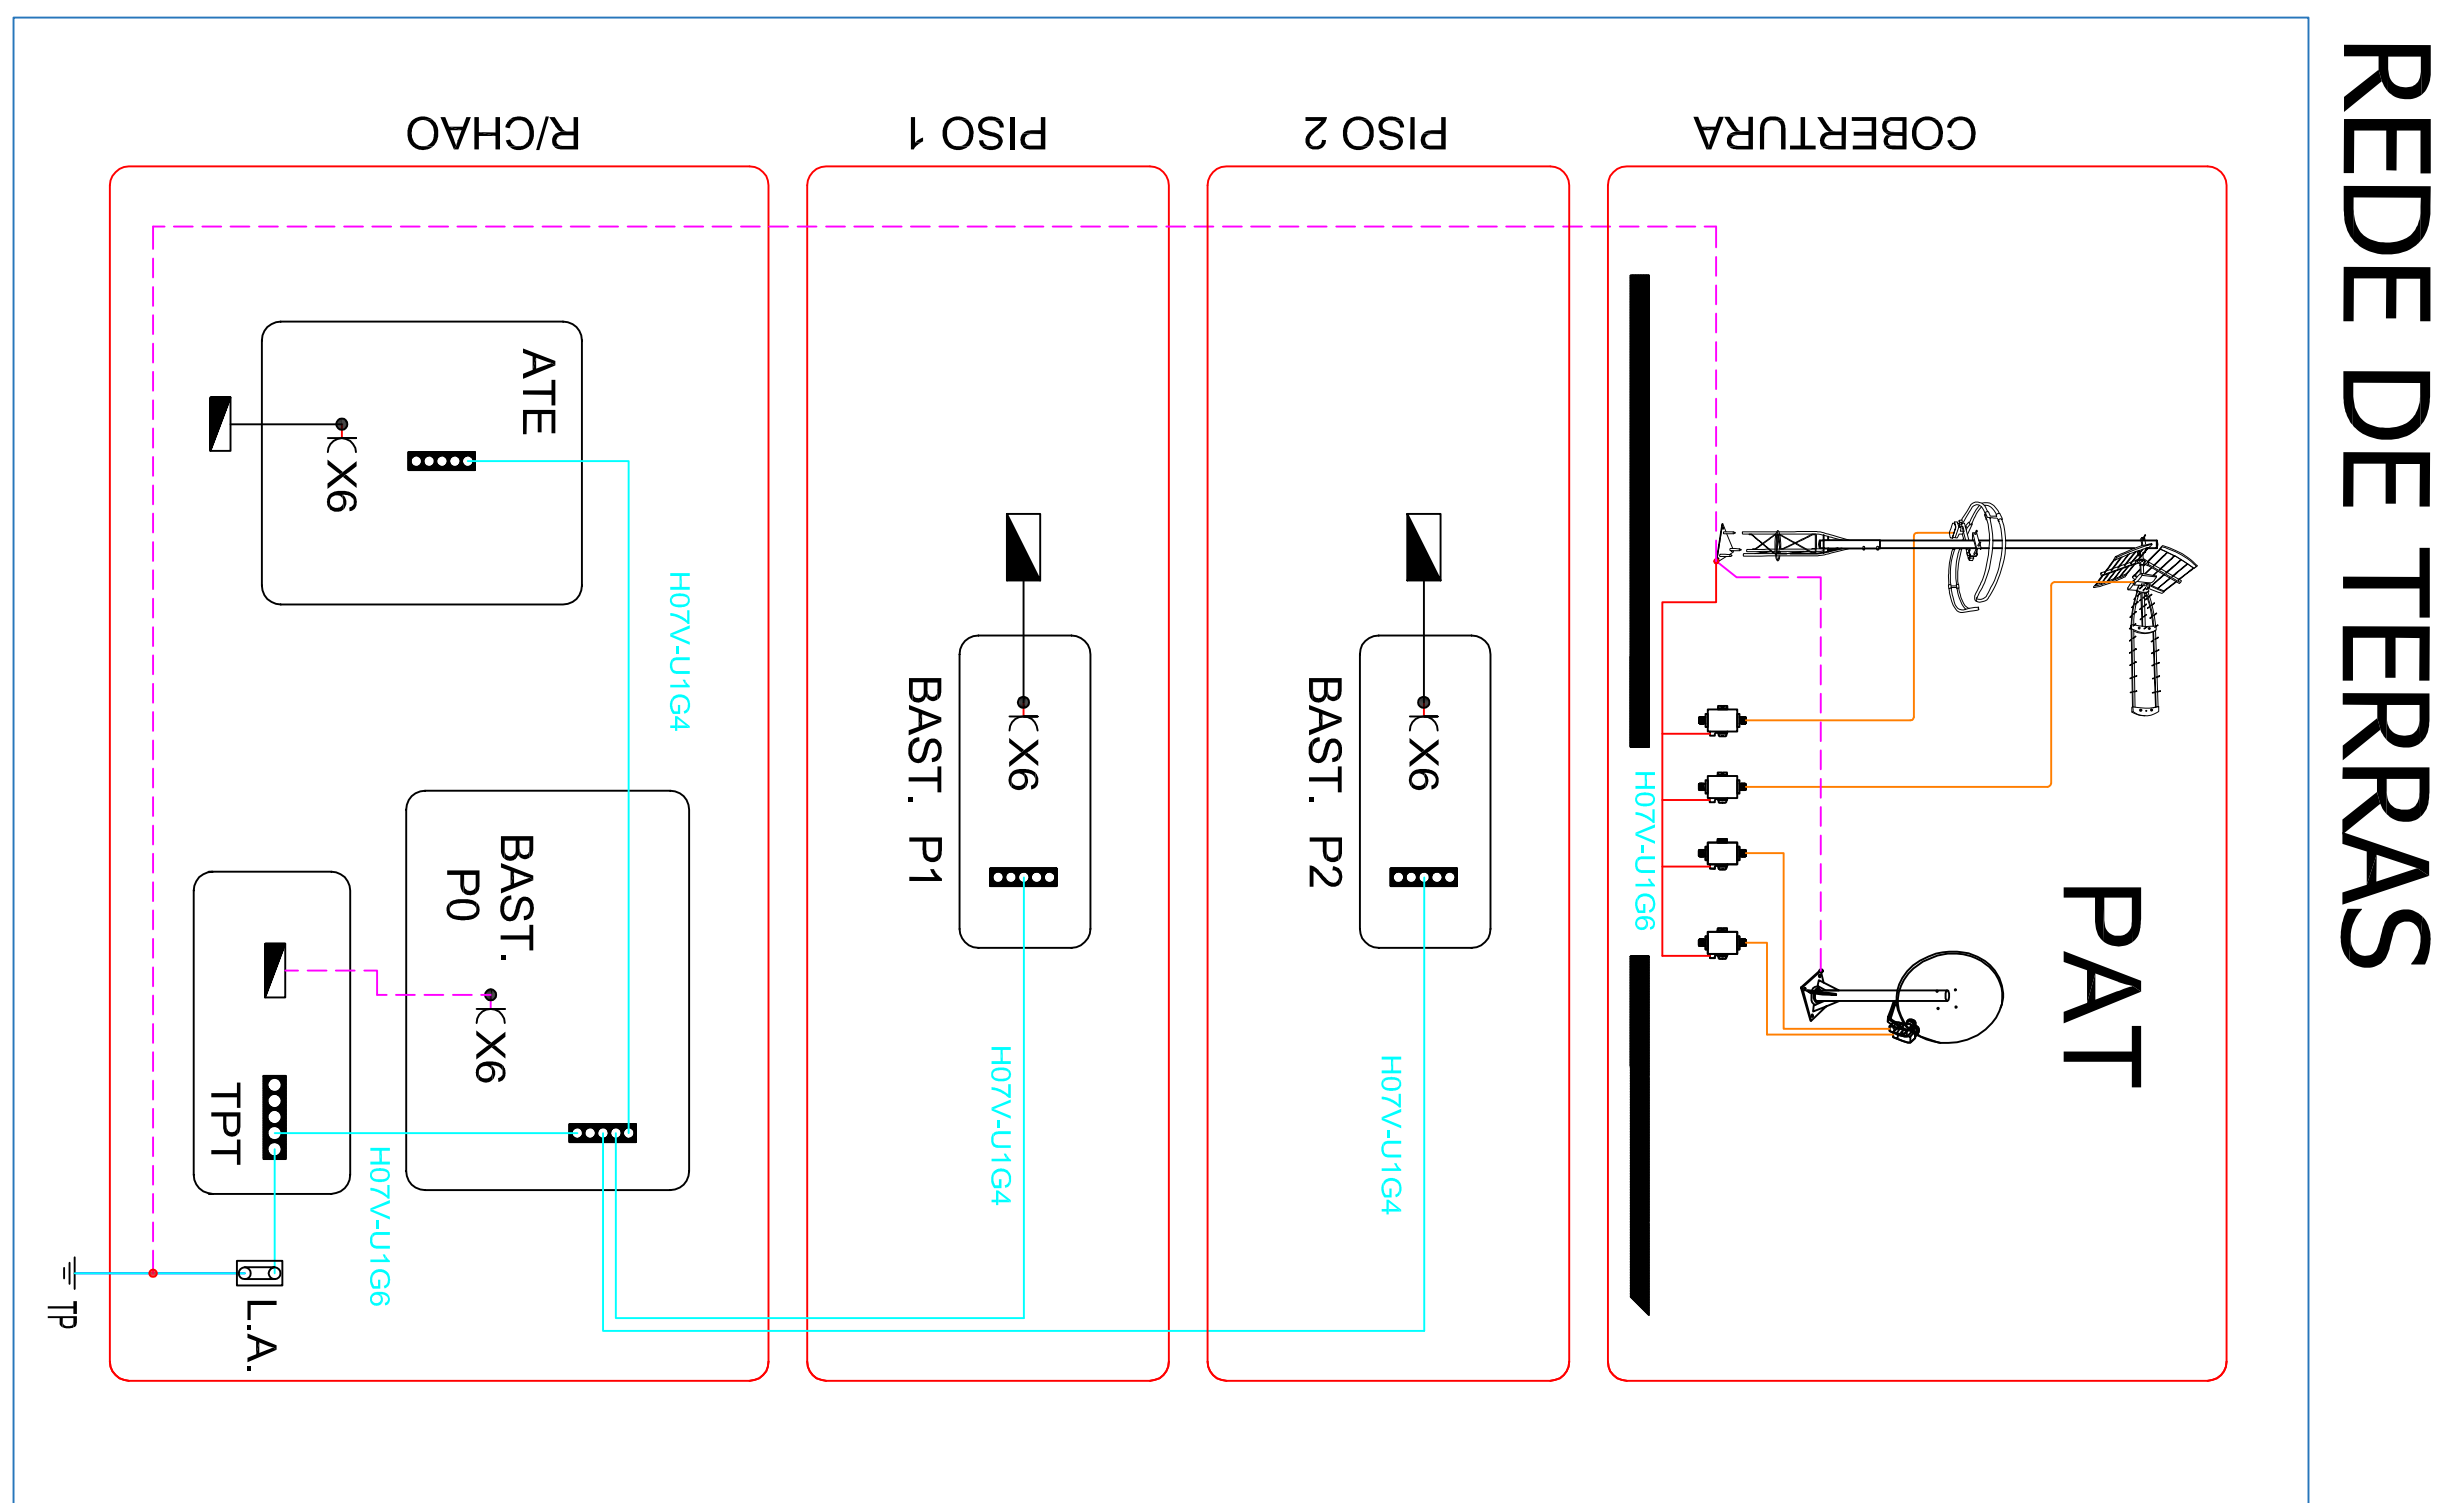 REDE DE TERRAS
COBERTURA
PAT
H07V-U1G6
PISO 2
X6
BAST. P2
H07V-U1G4
PISO 1
X6
BAST. P1
H07V-U1G4
R/CHAO
ATE
X6
H07V-U1G4
BAST.
P0
X6
TPT
H07V-U1G6
L.A.
TP